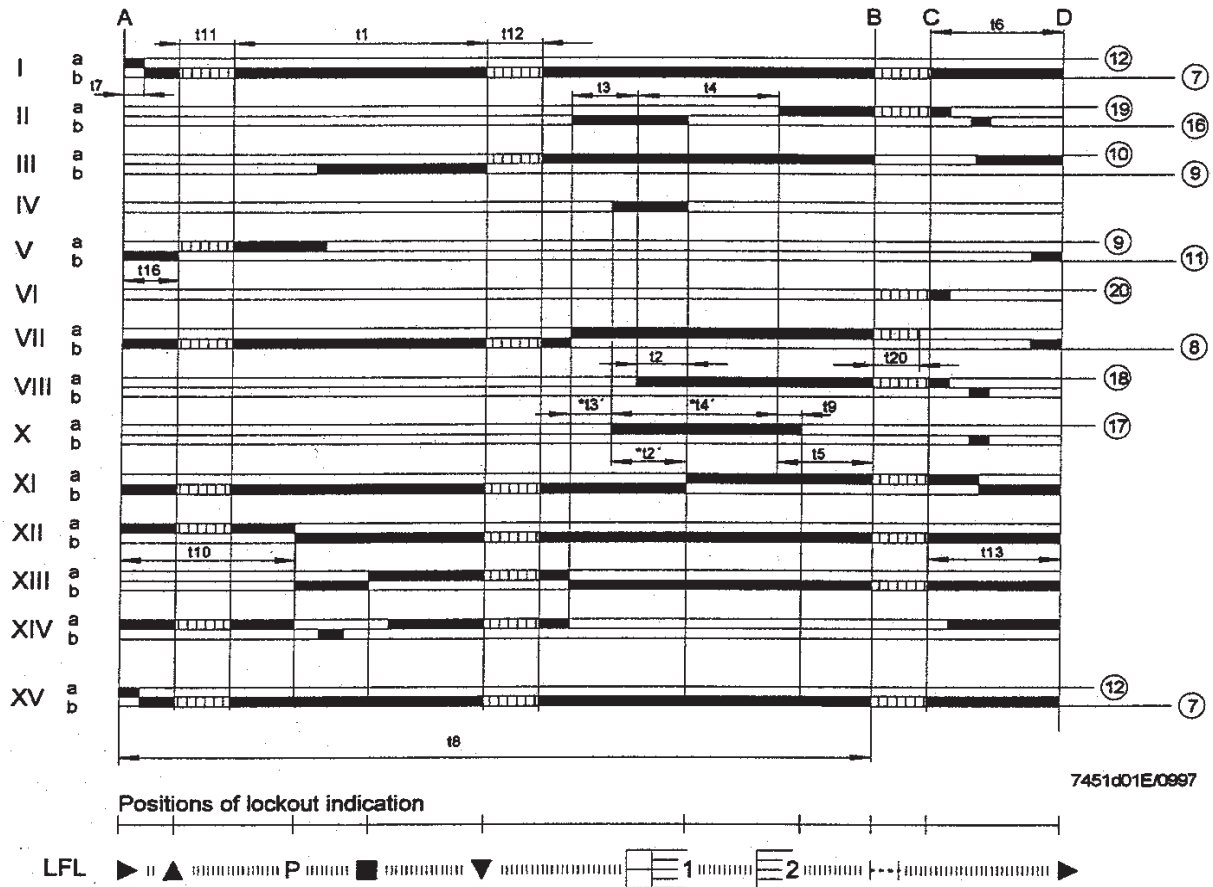 A B C D
t11 t1 t12 t6
I a 12
b 7
t7
t3 t4
II a 19
b 16
III a 10
b 9
IV
V a 9
b 11
t16
VI 20
VII a
b 8
t2 t20
VIII a 18
b
*t3´ *t4´ t9
X a 17
b
*t2´ t5
XI a
b
XII a
b
t10 t13
XIII a
b
XIV a
b
XV a 12
b 7
t8
7451d01E/0997
Positions of lockout indication
LFL P 1 2